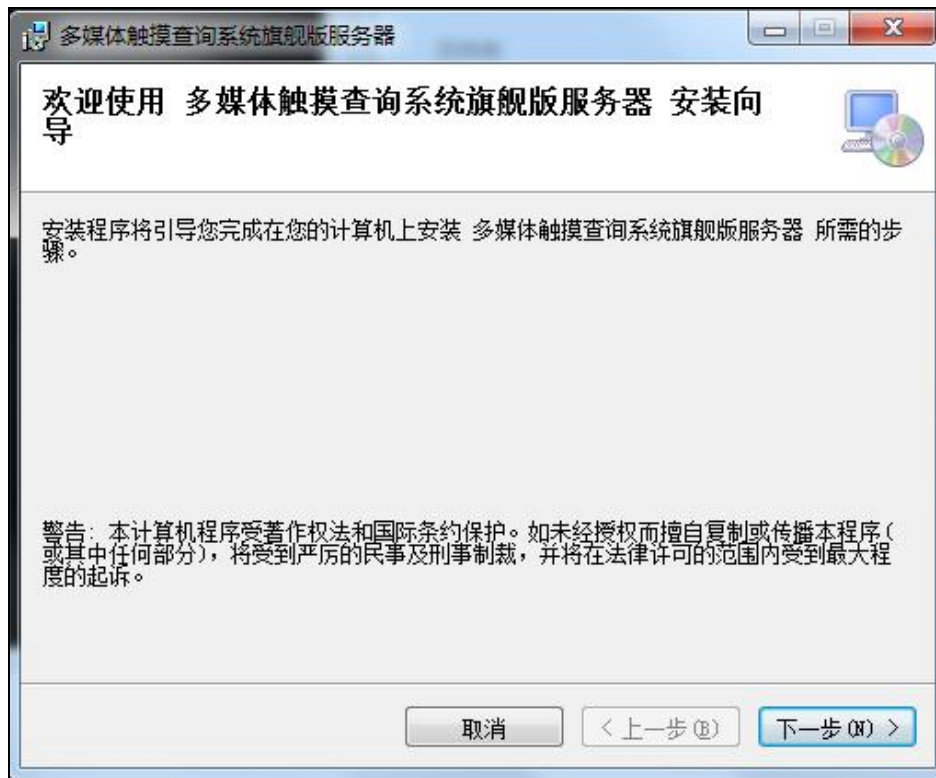 多媒体触摸查询系统旗舰版服务器
欢迎使用 多媒体触摸查询系统旗舰版服务器 安装向
导
安装程序将引导您完成在您的计算机上安装 多媒体触摸查询系统旗舰版服务器 所需的步
骤。
警告: 本计算机程序受著作权法和国际条约保护。如未经授权而擅自复制或传播本程序(
或其中任何部分)，将受到严厉的民事及刑事制裁，并将在法律许可的范围内受到最大程
度的起诉。
取消
< 上一步(B)
下一步(N) >